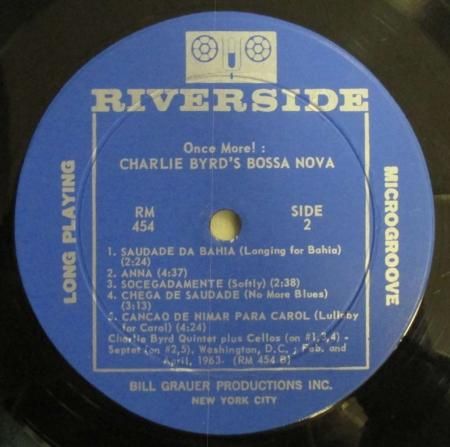 RIVERSIDE
Once More! :
CHARLIE BYRD'S BOSSA NOVA
LONG PLAYING
MICROGROOVE
RM
454
SIDE
2
1. SAUDADE DA BAHIA (Longing for Bahia)
(2:24)
2. ANNA (4:37)
3. SOCEGADAMENTE (Softly) (2:38)
4. CHEGA DE SAUDADE (No More Blues)
(3:13)
5. CANCAO DE NIMAR PARA CAROL (Lullaby
for Carol) (4:24)
Charlie Byrd Quintet plus Cellos (on #1,3,4) -
Septet (on #2,5), Washington, D.C. ; Feb. and
April, 1963- (RM 454 B)
BILL GRAUER PRODUCTIONS INC.
NEW YORK CITY